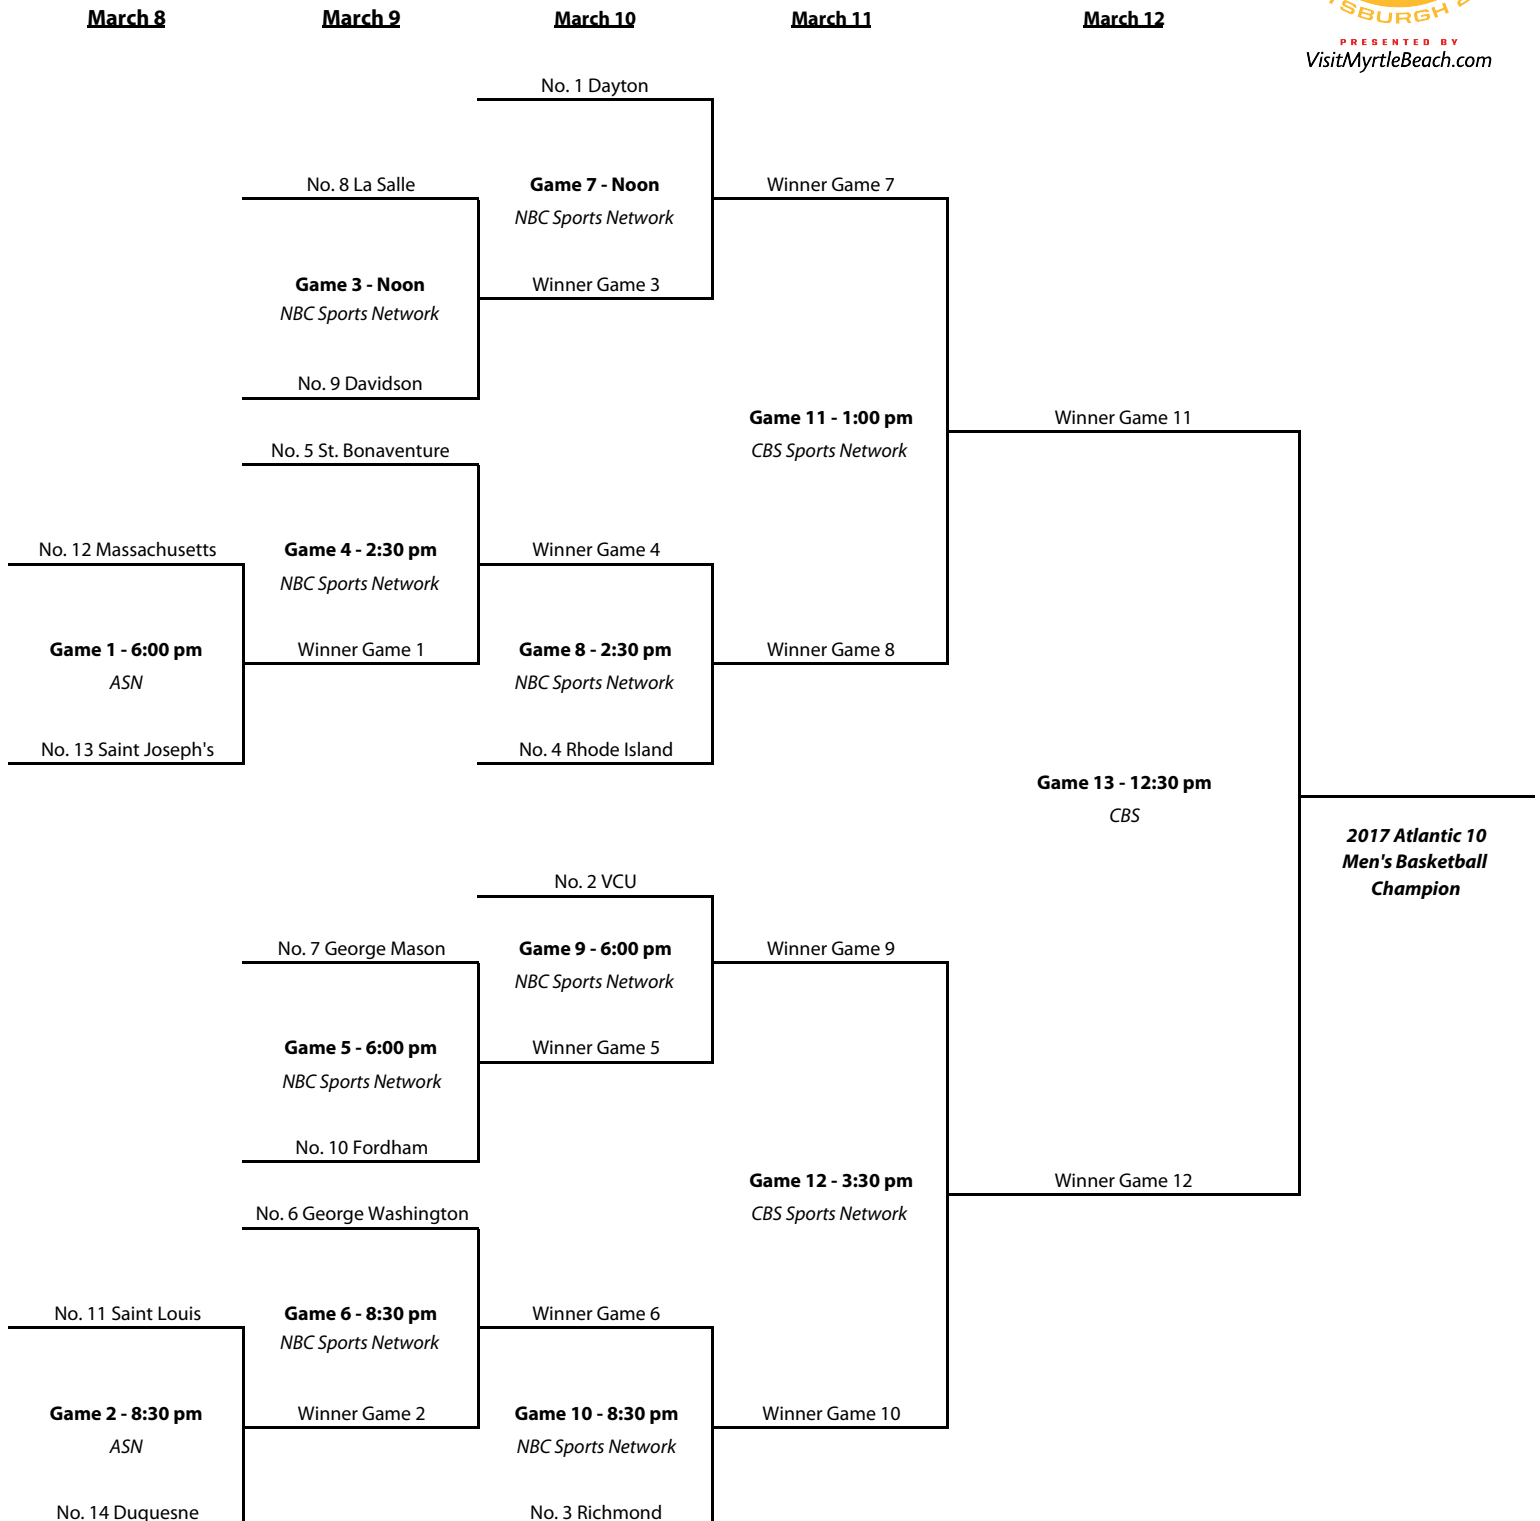 March 8
March 9
March 10
March 11
March 12
PRESENTED BY
VisitMyrtleBeach.com
No. 1 Dayton
No. 8 La Salle
Game 7 - Noon
Winner Game 7
NBC Sports Network
Game 3 - Noon
Winner Game 3
NBC Sports Network
No. 9 Davidson
Game 11 - 1:00 pm
Winner Game 11
No. 5 St. Bonaventure
CBS Sports Network
No. 12 Massachusetts
Game 4 - 2:30 pm
Winner Game 4
NBC Sports Network
Game 1 - 6:00 pm
Winner Game 1
Game 8 - 2:30 pm
Winner Game 8
ASN
NBC Sports Network
No. 13 Saint Joseph's
No. 4 Rhode Island
Game 13 - 12:30 pm
CBS
2017 Atlantic 10
Men's Basketball
Champion
No. 2 VCU
No. 7 George Mason
Game 9 - 6:00 pm
Winner Game 9
NBC Sports Network
Game 5 - 6:00 pm
Winner Game 5
NBC Sports Network
No. 10 Fordham
Game 12 - 3:30 pm
Winner Game 12
No. 6 George Washington
CBS Sports Network
No. 11 Saint Louis
Game 6 - 8:30 pm
Winner Game 6
NBC Sports Network
Game 2 - 8:30 pm
Winner Game 2
Game 10 - 8:30 pm
Winner Game 10
ASN
NBC Sports Network
No. 14 Duquesne
No. 3 Richmond